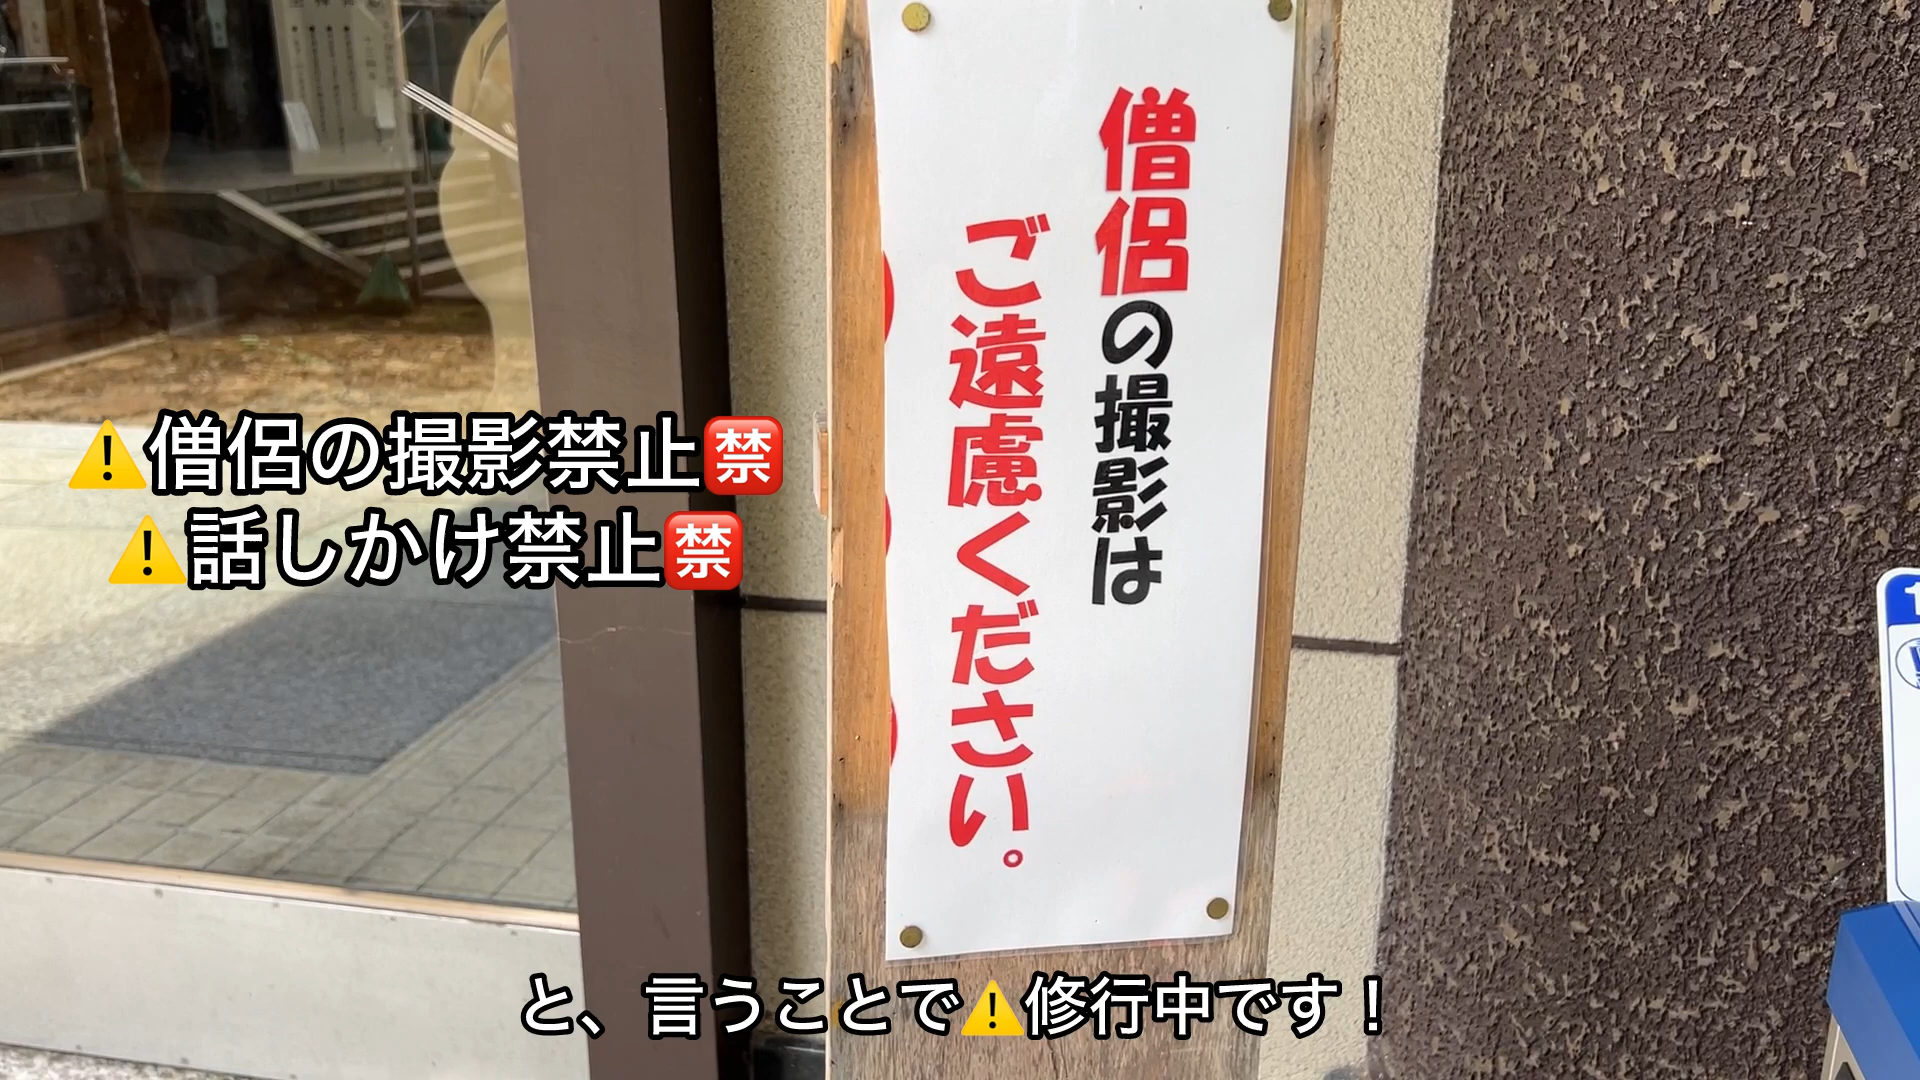 僧侶の撮影は
ご遠慮ください。
⚠️僧侶の撮影禁止🈲
⚠️話しかけ禁止🈲
と、言うことで⚠️修行中です！